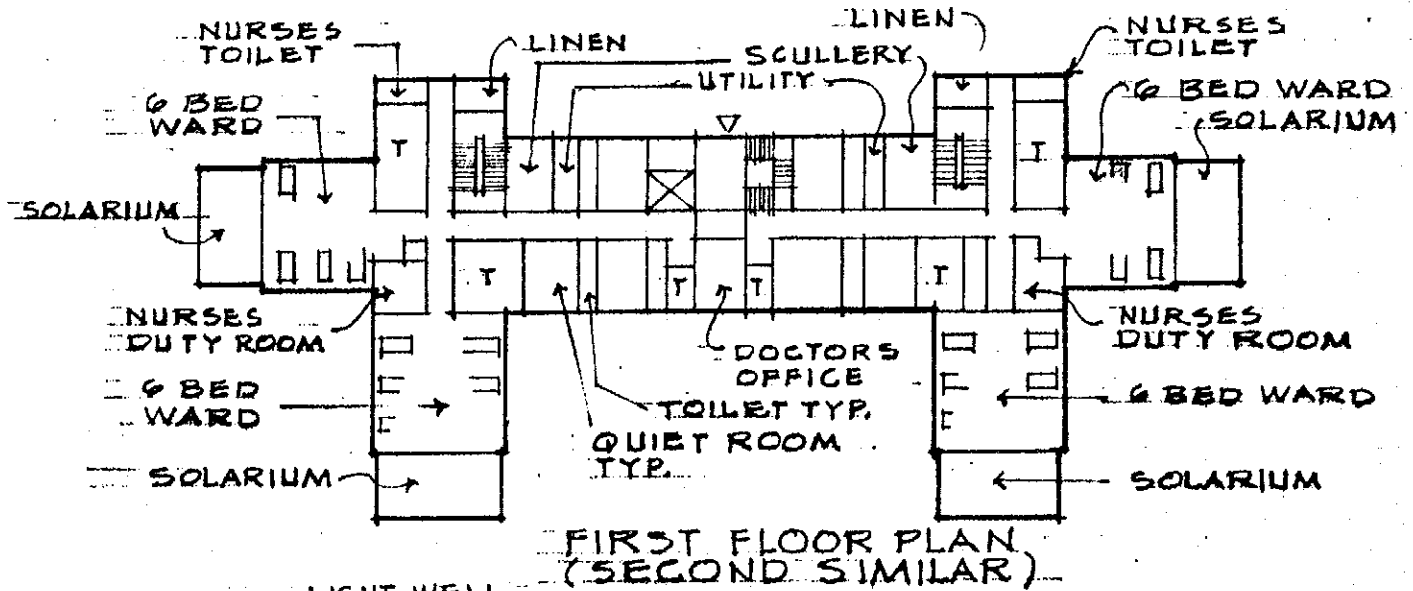 NURSES
TOILET
LINEN
LINEN
NURSES
TOILET
SCULLERY
UTILITY
6 BED
WARD
6 BED WARD
SOLARIUM
T
T
SOLARIUM
T
T
T
T
NURSES
DUTY ROOM
NURSES
DUTY ROOM
DOCTORS
OFFICE
6 BED
WARD
6 BED WARD
TOILET TYP.
QUIET ROOM
TYP.
SOLARIUM
SOLARIUM
FIRST FLOOR PLAN
(SECOND SIMILAR)
LIGHT WELL